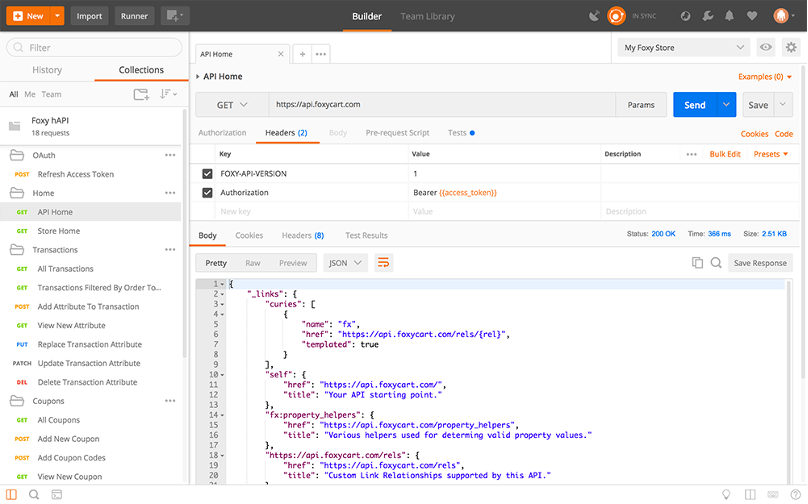 New Import Runner Builder Team Library IN SYNC
Filter
History Collections
All Me Team
Foxy hAPI
18 requests
OAuth
POST Refresh Access Token
Home
GET API Home
GET Store Home
Transactions
GET All Transactions
GET Transactions Filtered By Order To...
POST Add Attribute To Transaction
GET View New Attribute
PUT Replace Transaction Attribute
PATCH Update Transaction Attribute
DEL Delete Transaction Attribute
Coupons
GET All Coupons
POST Add New Coupon
POST Add Coupon Codes
GET View New Coupon
API Home
My Foxy Store
API Home Examples (0)
GET https://api.foxycart.com Params Send Save
Authorization Headers (2) Body Pre-request Script Tests Cookies Code
Key Value Description Bulk Edit Presets
FOXY-API-VERSION 1
Authorization Bearer {{access_token}}
New key Value Description
Body Cookies Headers (8) Test Results Status: 200 OK Time: 366 ms Size: 2.51 KB
Pretty Raw Preview JSON Save Response
1 {
2 "_links": {
3 "curies": [
4 {
5 "name": "fx",
6 "href": "https://api.foxycart.com/rels/{rel}",
7 "templated": true
8 }
9 ],
10 "self": {
11 "href": "https://api.foxycart.com/",
12 "title": "Your API starting point."
13 },
14 "fx:property_helpers": {
15 "href": "https://api.foxycart.com/property_helpers",
16 "title": "Various helpers used for determing valid property values."
17 },
18 "https://api.foxycart.com/rels": {
19 "href": "https://api.foxycart.com/rels",
20 "title": "Custom Link Relationships supported by this API."